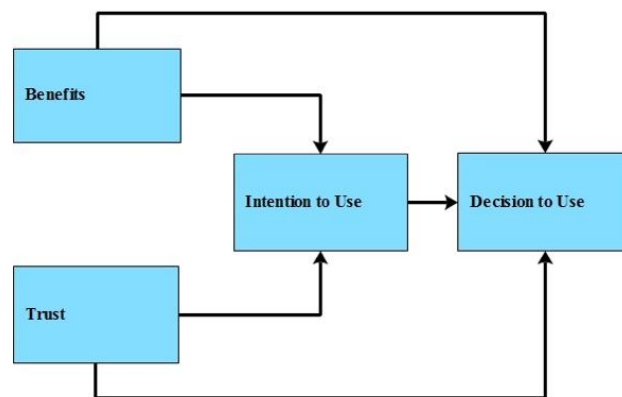 Benefits
Intention to Use
Decision to Use
Trust